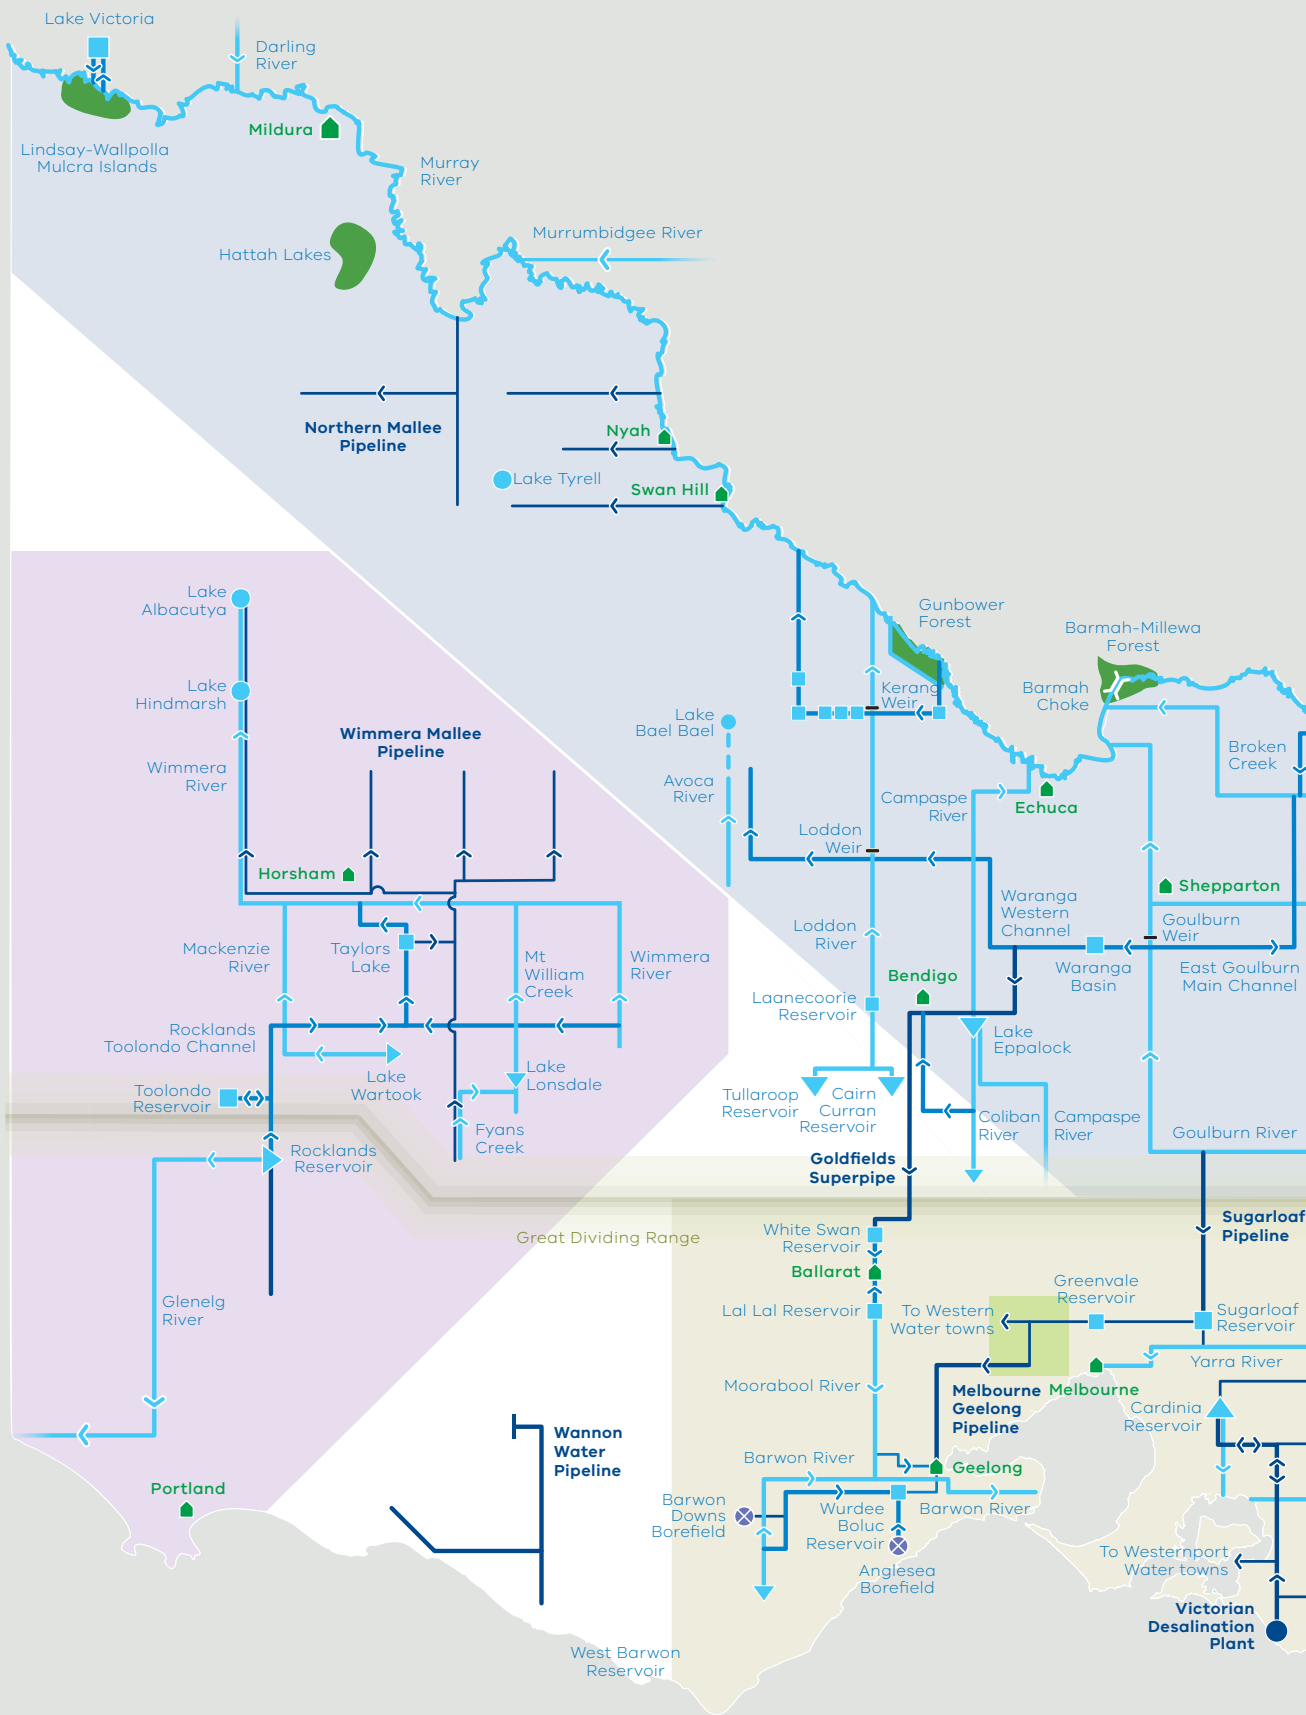 Lake Victoria
Darling
River
Mildura
Lindsay-Wallpolla
Mulcra Islands
Murray
River
Hattah Lakes
Murrumbidgee River
Northern Mallee
Pipeline
Nyah
Lake Tyrell
Swan Hill
Lake
Albacutya
Gunbower
Forest
Barmah-Millewa
Forest
Lake
Hindmarsh
Kerang
Weir
Barmah
Choke
Lake
Bael Bael
Wimmera Mallee
Pipeline
Broken
Creek
Wimmera
River
Avoca
River
Campaspe
River
Echuca
Loddon
Weir
Horsham
Shepparton
Waranga
Western
Channel
Goulburn
Weir
Loddon
River
Mackenzie
River
Taylors
Lake
Mt
William
Creek
Wimmera
River
Waranga
Basin
East Goulburn
Main Channel
Bendigo
Laanecoorie
Reservoir
Rocklands
Toolondo Channel
Lake
Eppalock
Lake
Wartook
Lake
Lonsdale
Toolondo
Reservoir
Tullaroop
Reservoir
Cairn
Curran
Reservoir
Coliban
River
Campaspe
River
Goulburn River
Fyans
Creek
Rocklands
Reservoir
Goldfields
Superpipe
Great Dividing Range
White Swan
Reservoir
Sugarloaf
Pipeline
Ballarat
Glenelg
River
Greenvale
Reservoir
Lal Lal Reservoir
To Western
Water towns
Sugarloaf
Reservoir
Yarra River
Moorabool River
Melbourne
Geelong
Pipeline
Melbourne
Cardinia
Reservoir
Wannon
Water
Pipeline
Barwon River
Geelong
Portland
Barwon
Downs
Borefield
Wurdee
Boluc
Reservoir
Barwon River
Anglesea
Borefield
To Westernport
Water towns
Victorian
Desalination
Plant
West Barwon
Reservoir